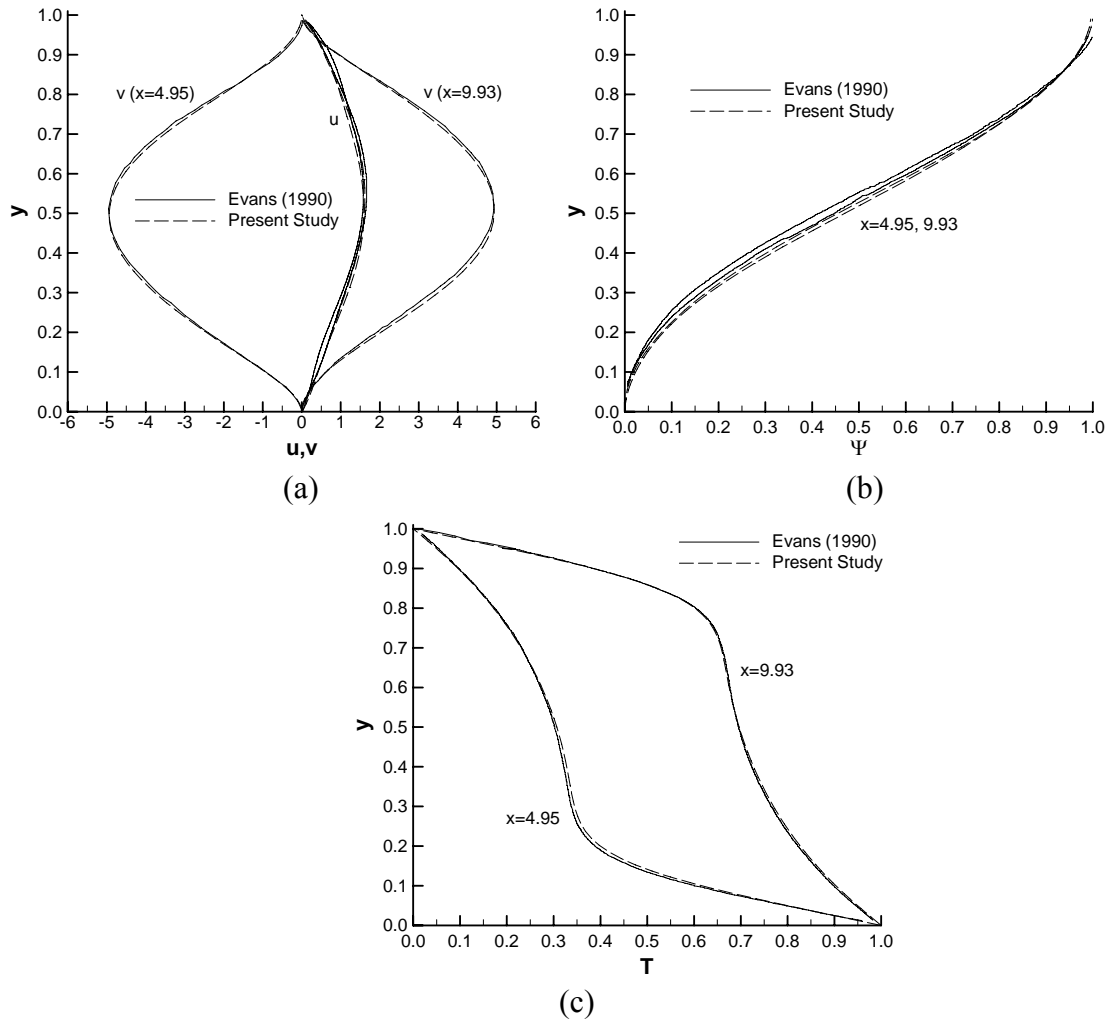 1.0
0.9
0.8
0.7
0.6
0.5
0.4
0.3
0.2
0.1
0.0
y
v (x=4.95)
v (x=9.93)
u
Evans (1990)
Present Study
-6 -5 -4 -3 -2 -1 0 1 2 3 4 5 6
u,v
(a)
1.0
0.9
0.8
0.7
0.6
0.5
0.4
0.3
0.2
0.1
0.0
y
Evans (1990)
Present Study
x=4.95, 9.93
0.0 0.1 0.2 0.3 0.4 0.5 0.6 0.7 0.8 0.9 1.0
Ψ
(b)
1.0
0.9
0.8
0.7
0.6
0.5
0.4
0.3
0.2
0.1
0.0
y
Evans (1990)
Present Study
x=9.93
x=4.95
0.0 0.1 0.2 0.3 0.4 0.5 0.6 0.7 0.8 0.9 1.0
T
(c)